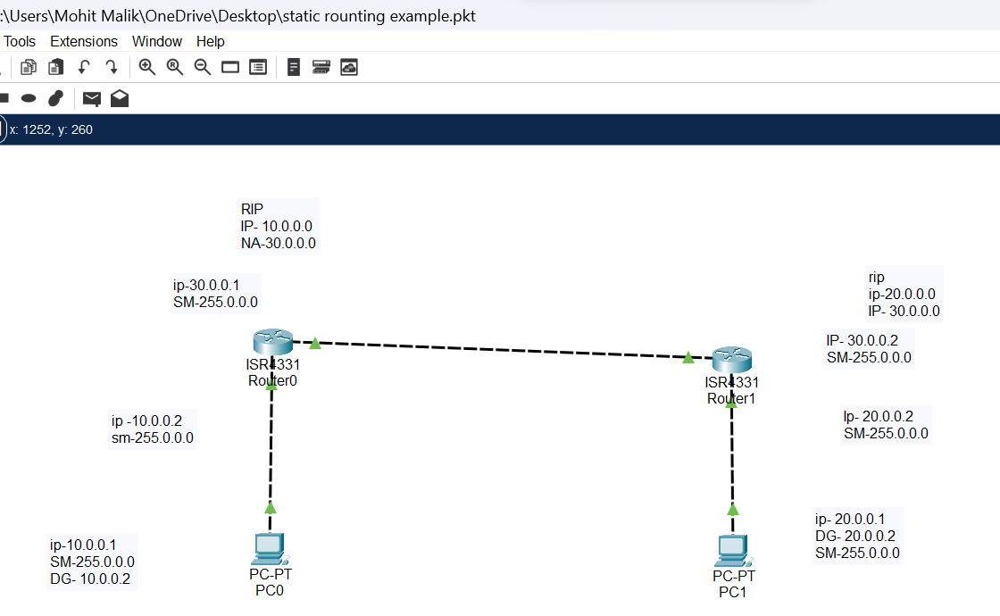 :\Users\Mohit Malik\OneDrive\Desktop\static rounting example.pkt
Tools Extensions Window Help
x: 1252, y: 260
RIP
IP- 10.0.0.0
NA-30.0.0.0
ip-30.0.0.1
SM-255.0.0.0
rip
ip-20.0.0.0
IP- 30.0.0.0
IP- 30.0.0.2
SM-255.0.0.0
ISR4331
Router0
ISR4331
Router1
ip -10.0.0.2
sm-255.0.0.0
Ip- 20.0.0.2
SM-255.0.0.0
ip-10.0.0.1
SM-255.0.0.0
DG- 10.0.0.2
ip- 20.0.0.1
DG- 20.0.0.2
SM-255.0.0.0
PC-PT
PC0
PC-PT
PC1